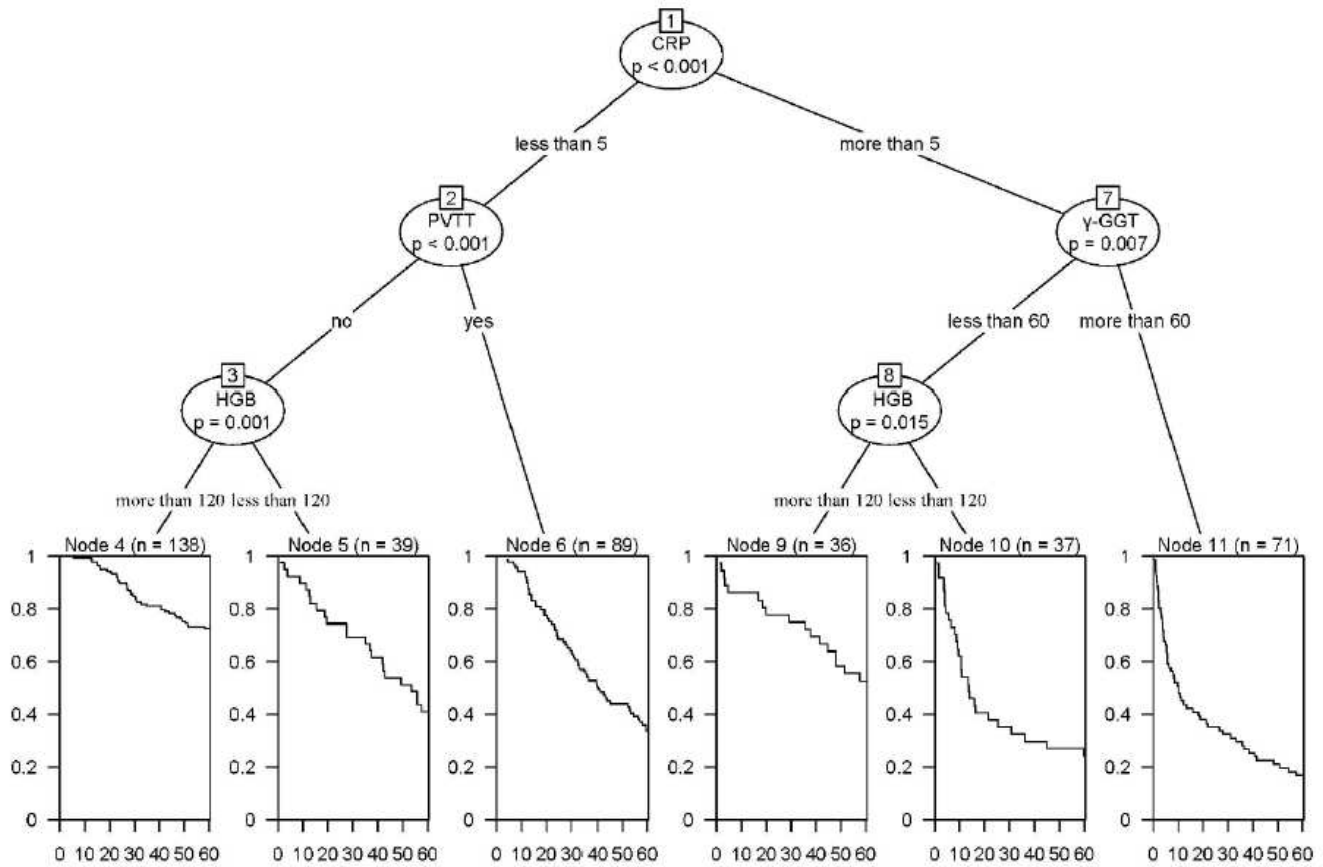 1
CRP
p < 0.001
less than 5
more than 5
2
PVTT
p < 0.001
7
γ-GGT
p = 0.007
no
yes
less than 60
more than 60
3
HGB
p = 0.001
8
HGB
p = 0.015
more than 120 less than 120
more than 120 less than 120
Node 4 (n = 138)
1
0.8
0.6
0.4
0.2
0
0 10 20 30 40 50 60
Node 5 (n = 39)
1
0.8
0.6
0.4
0.2
0
0 10 20 30 40 50 60
Node 6 (n = 89)
1
0.8
0.6
0.4
0.2
0
0 10 20 30 40 50 60
Node 9 (n = 36)
1
0.8
0.6
0.4
0.2
0
0 10 20 30 40 50 60
Node 10 (n = 37)
1
0.8
0.6
0.4
0.2
0
0 10 20 30 40 50 60
Node 11 (n = 71)
1
0.8
0.6
0.4
0.2
0
0 10 20 30 40 50 60